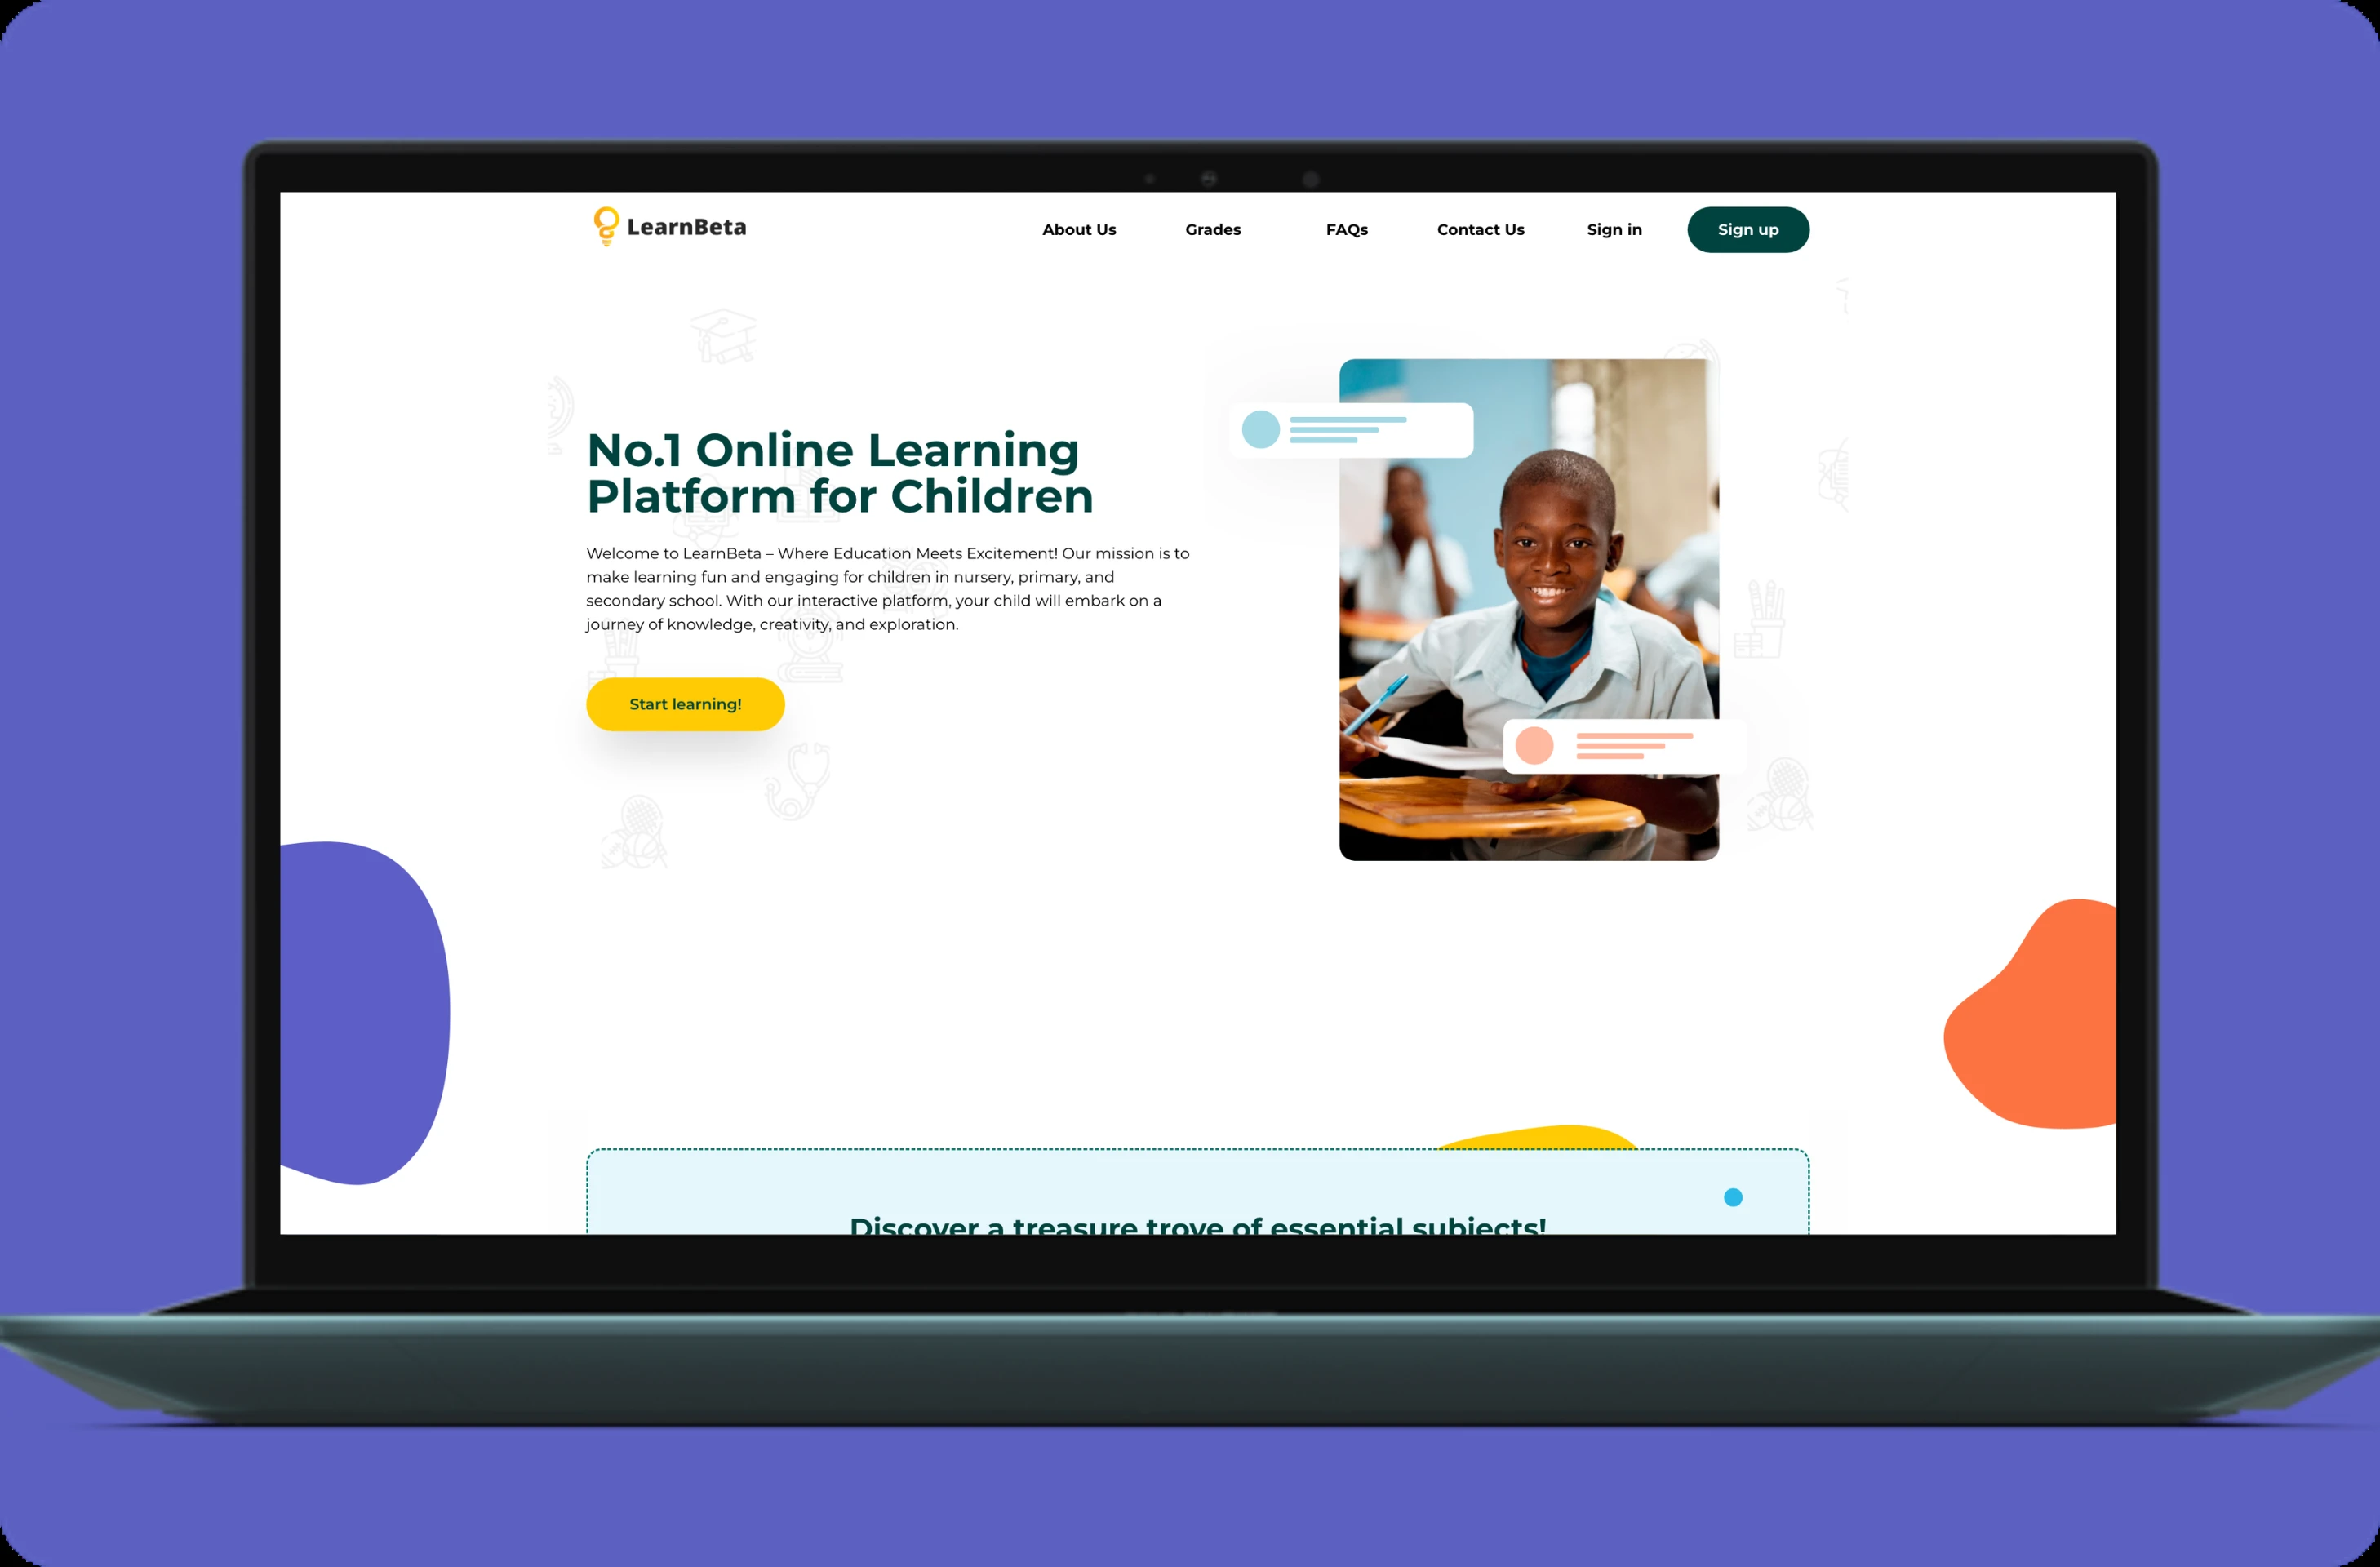 LearnBeta
About Us
Grades
FAQs
Contact Us
Sign in
Sign up
No.1 Online Learning
Platform for Children
Welcome to LearnBeta – Where Education Meets Excitement! Our mission is to
make learning fun and engaging for children in nursery, primary, and
secondary school. With our interactive platform, your child will embark on a
journey of knowledge, creativity, and exploration.
Start learning!
Discover a treasure trove of essential subjects!